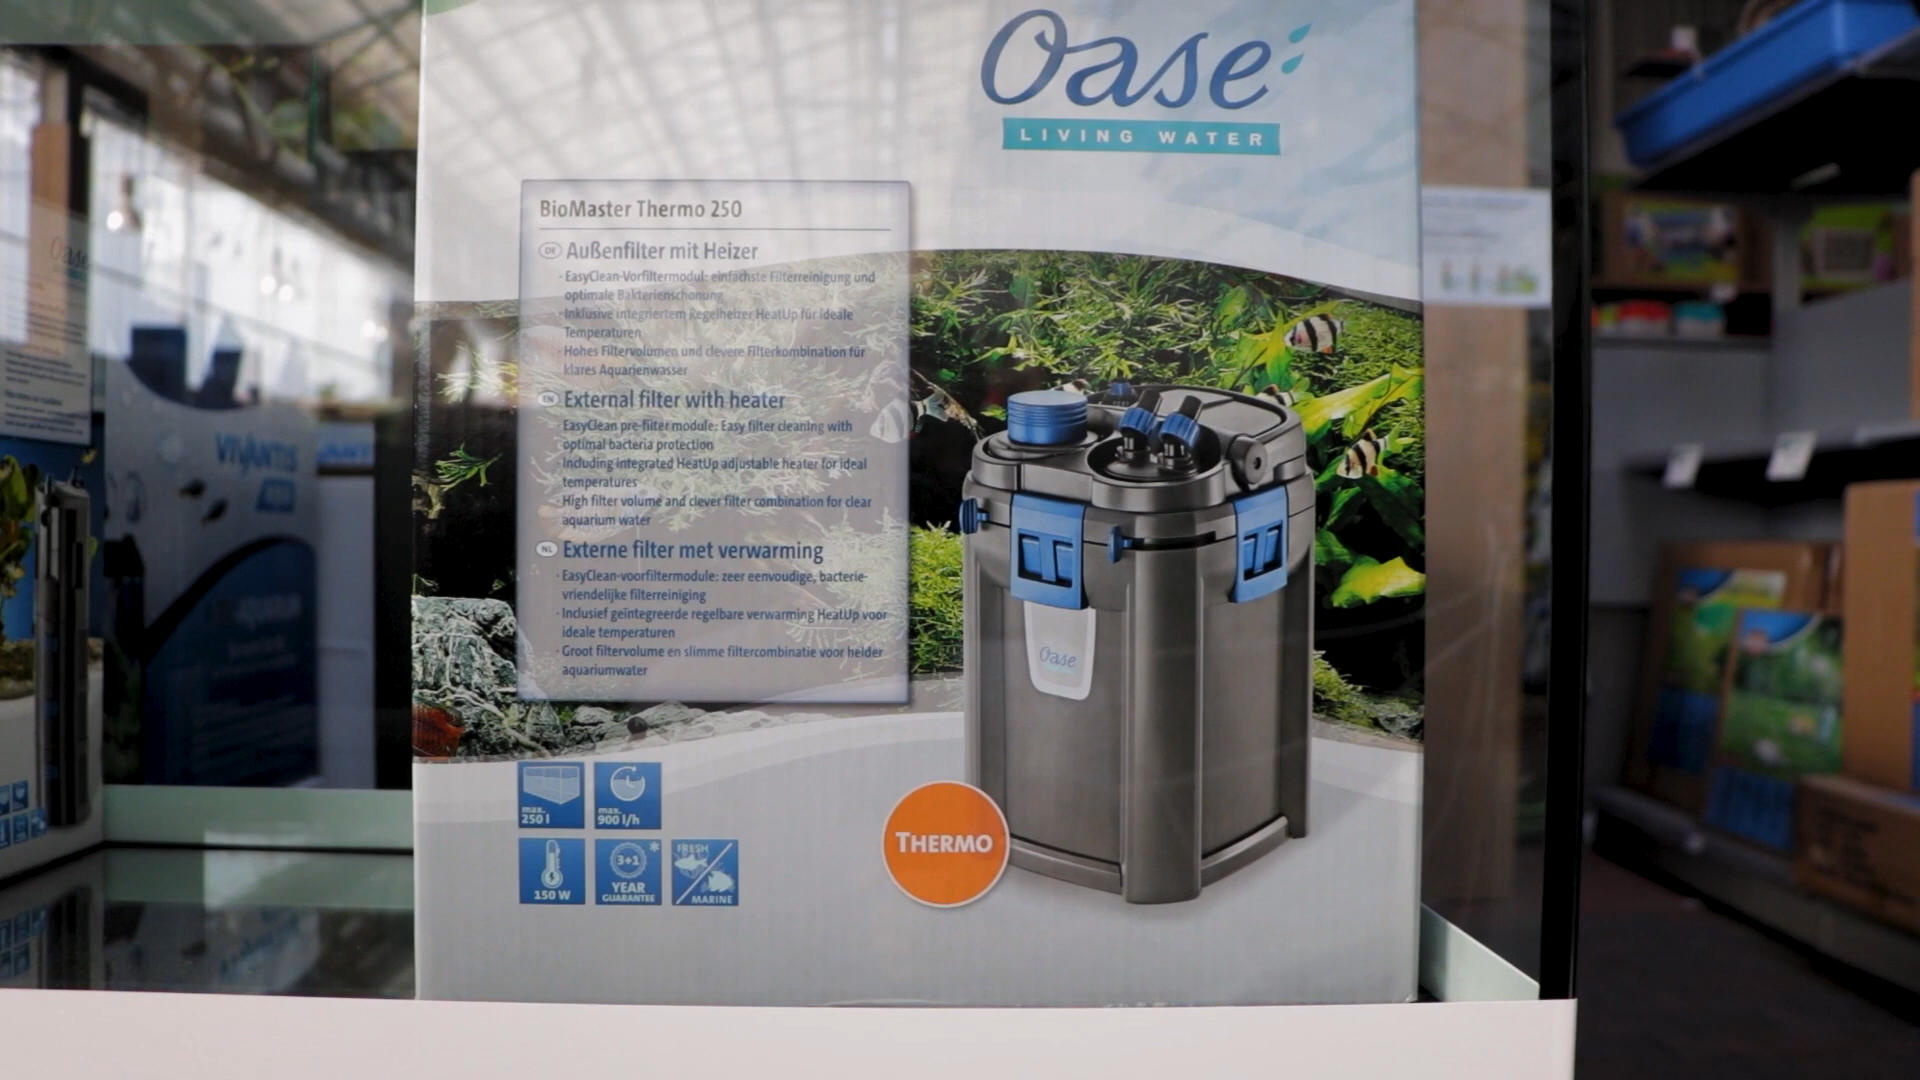 Oase
LIVING WATER
BioMaster Thermo 250
DE Außenfilter mit Heizer
· EasyClean-Vorfiltermodul: einfachste Filterreinigung und
optimale Bakterienschonung
· Inklusive integriertem Regelheizer HeatUp für ideale
Temperaturen
· Hohes Filtervolumen und clevere Filterkombination für
klares Aquarienwasser
EN External filter with heater
· EasyClean pre-filter module: Easy filter cleaning with
optimal bacteria protection
· Including integrated HeatUp adjustable heater for ideal
temperatures
· High filter volume and clever filter combination for clear
aquarium water
NL Externe filter met verwarming
· EasyClean-voorfiltermodule: zeer eenvoudige, bacterie-
vriendelijke filterreiniging
· Inclusief geïntegreerde regelbare verwarming HeatUp voor
ideale temperaturen
· Groot filtervolume en slimme filtercombinatie voor helder
aquariumwater
Oase
THERMO
max.
250 l
max.
900 l/h
150 W
3+1 *
YEAR
GUARANTEE
FRESH
MARINE
Oase
VIVANTIS